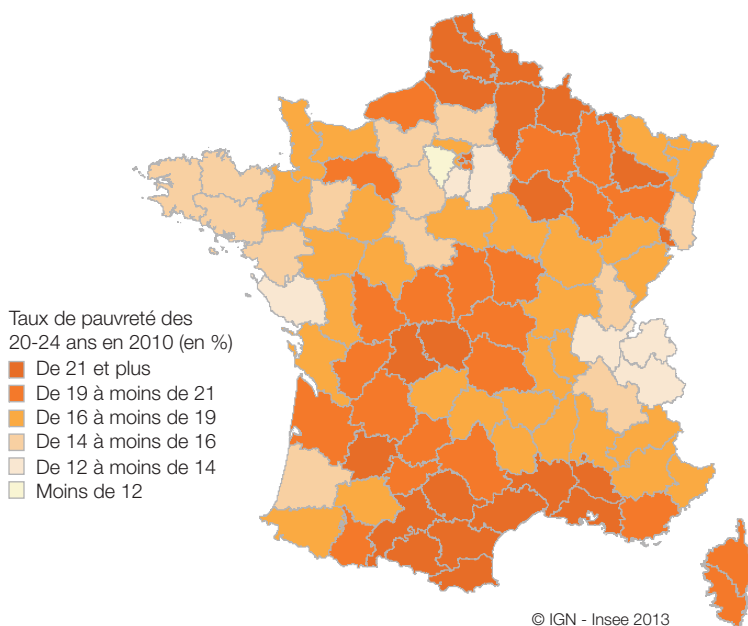 Taux de pauvreté des
20-24 ans en 2010 (en %)
De 21 et plus
De 19 à moins de 21
De 16 à moins de 19
De 14 à moins de 16
De 12 à moins de 14
Moins de 12
© IGN - Insee 2013